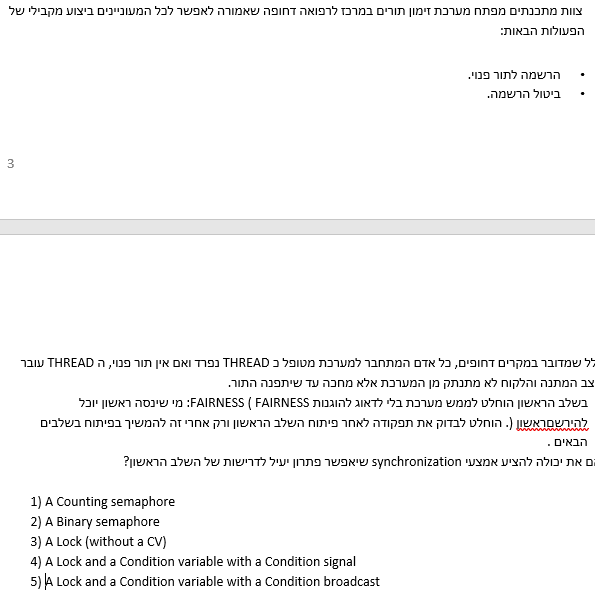 צוות מתכנתים מפתח מערכת זימון תורים במרכז לרפואה דחופה שאמורה לאפשר לכל המעוניינים ביצוע מקבילי של
הפעולות הבאות:
• הרשמה לתור פנוי.
• ביטול הרשמה.
3
לל שמדובר במקרים דחופים, כל אדם המתחבר למערכת מטופל כ THREAD נפרד ואם אין תור פנוי, ה THREAD עובר
צב המתנה והלקוח לא מתנתק מן המערכת אלא מחכה עד שיתפנה התור.
בשלב הראשון הוחלט לממש מערכת בלי לדאוג להוגנות FAIRNESS ( FAIRNESS: מי שינסה ראשון יוכל
להירשםראשון (. הוחלט לבדוק את תפקודה לאחר פיתוח השלב הראשון ורק אחרי זה להמשיך בפיתוח בשלבים
הבאים .
ם את יכולה להציע אמצעי synchronization שיאפשר פתרון יעיל לדרישות של השלב הראשון?
1) A Counting semaphore
2) A Binary semaphore
3) A Lock (without a CV)
4) A Lock and a Condition variable with a Condition signal
5) A Lock and a Condition variable with a Condition broadcast